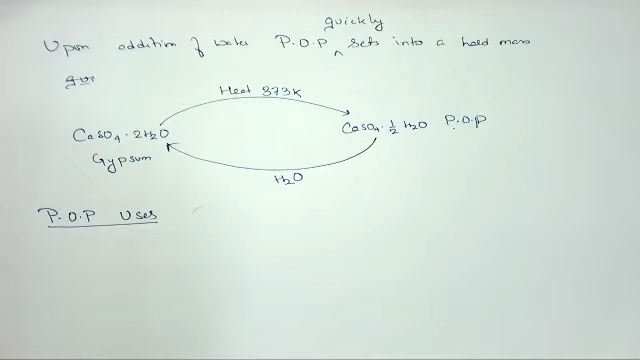 Upon addition of water P.O.P quickly sets into a hard mass
Heat 373K
CaSO4 · 2H2O
CaSO4 · 1/2 H2O P.O.P
Gypsum
H2O
P.O.P Uses